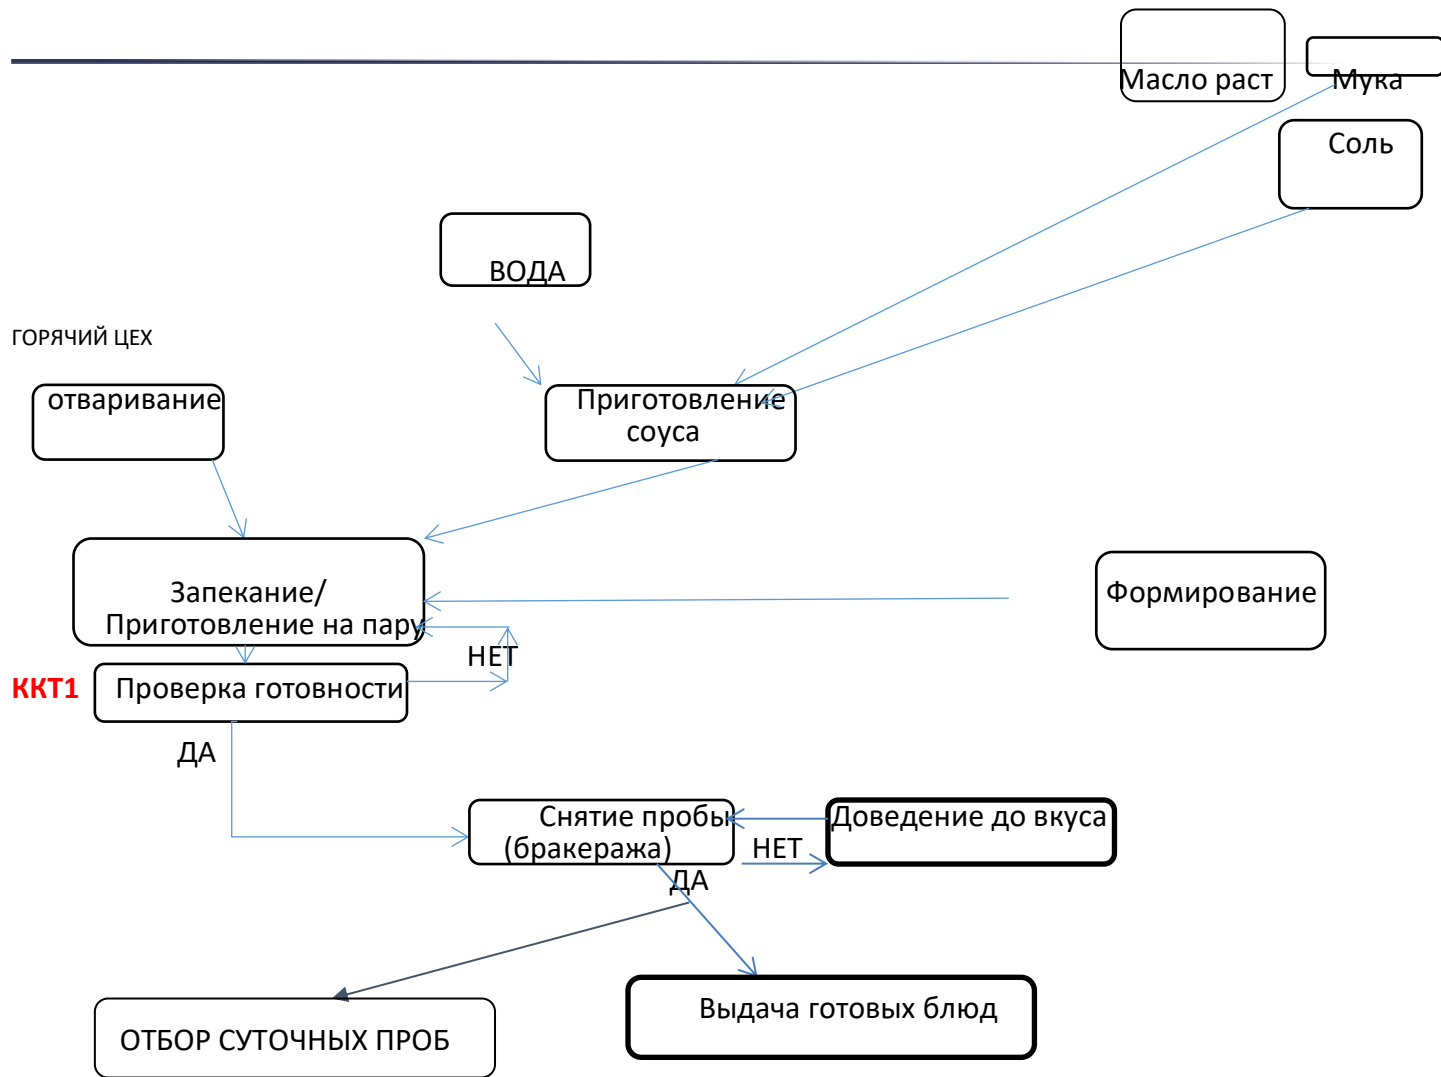 Масло раст
Мука
Соль
ВОДА
ГОРЯЧИЙ ЦЕХ
отваривание
Приготовление
соуса
Запекание/
Приготовление на пару
Формирование
НЕТ
ККТ1
Проверка готовности
ДА
Снятие пробы
(бракеража)
НЕТ
Доведение до вкуса
ДА
Выдача готовых блюд
ОТБОР СУТОЧНЫХ ПРОБ